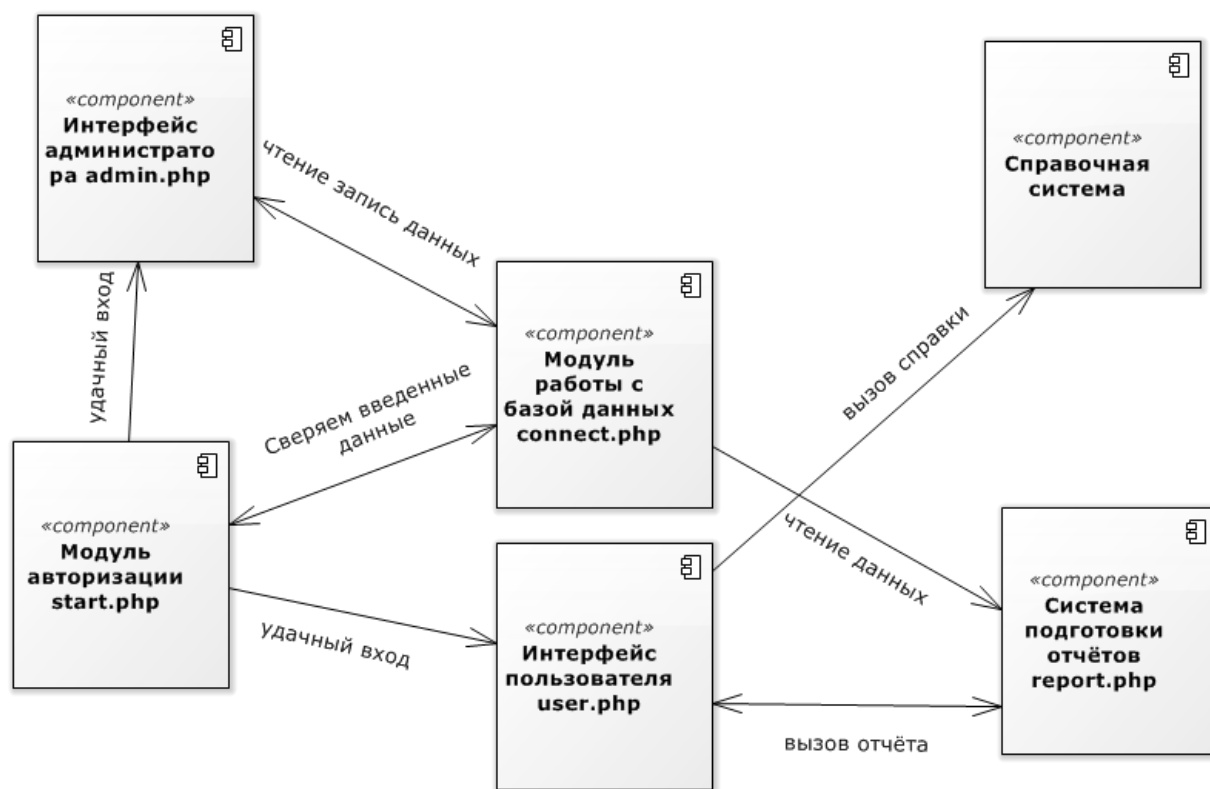 «component»
Интерфейс
администрато
ра admin.php
«component»
Справочная
система
чтение запись данных
удачный вход
«component»
Модуль
работы с
базой данных
connect.php
вызов справки
Сверяем введенные
данные
«component»
Модуль
авторизации
start.php
чтение данных
«component»
Система
подготовки
отчётов
report.php
удачный вход
«component»
Интерфейс
пользователя
user.php
вызов отчёта